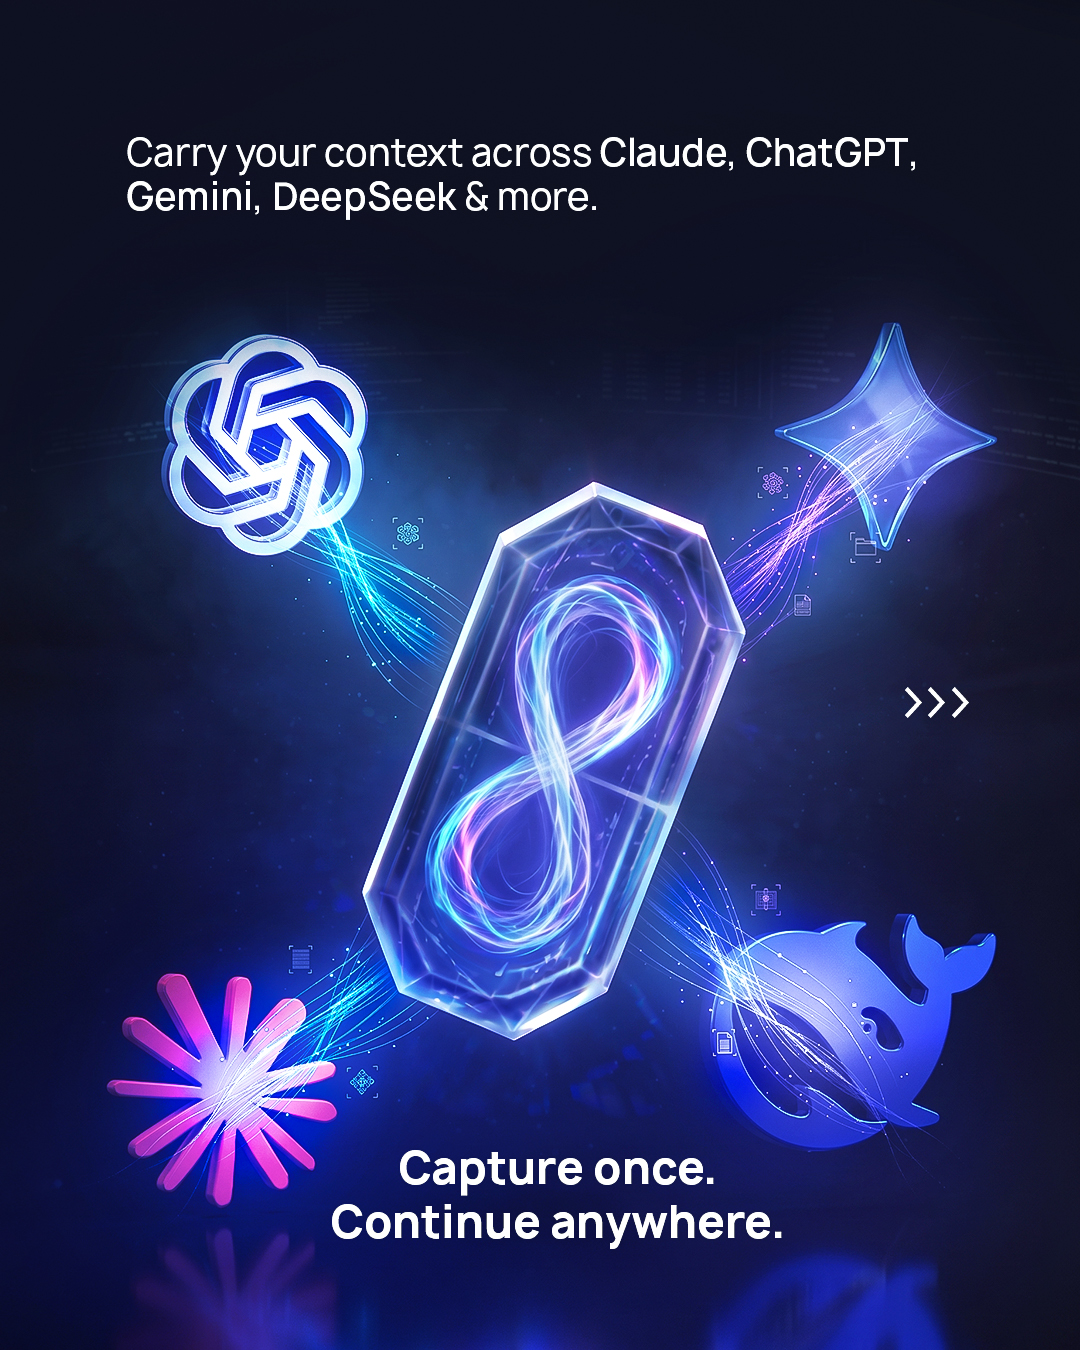 Carry your context across Claude, ChatGPT,
Gemini, DeepSeek & more.
Capture once.
Continue anywhere.